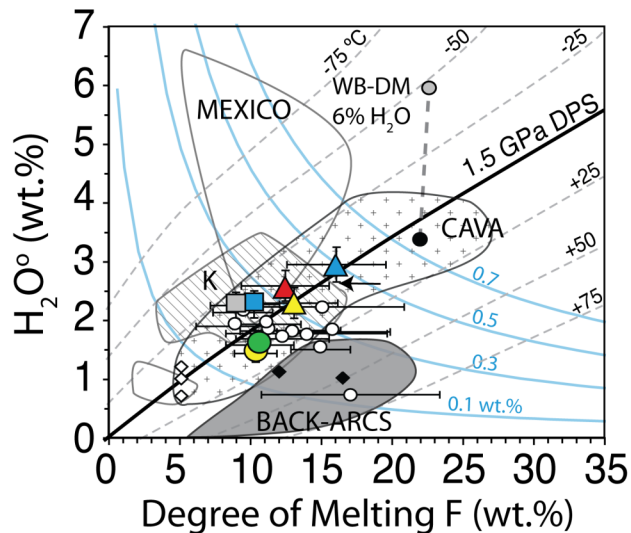 7
6
5
4
3
2
1
0
H₂Oº (wt.%)
-75 ºC
-50
-25
MEXICO
WB-DM
6% H₂O
1.5 GPa DPS
+25
CAVA
+50
K
0.7
+75
0.5
0.3
0.1 wt.%
BACK-ARCS
0 5 10 15 20 25 30 35
Degree of Melting F (wt.%)